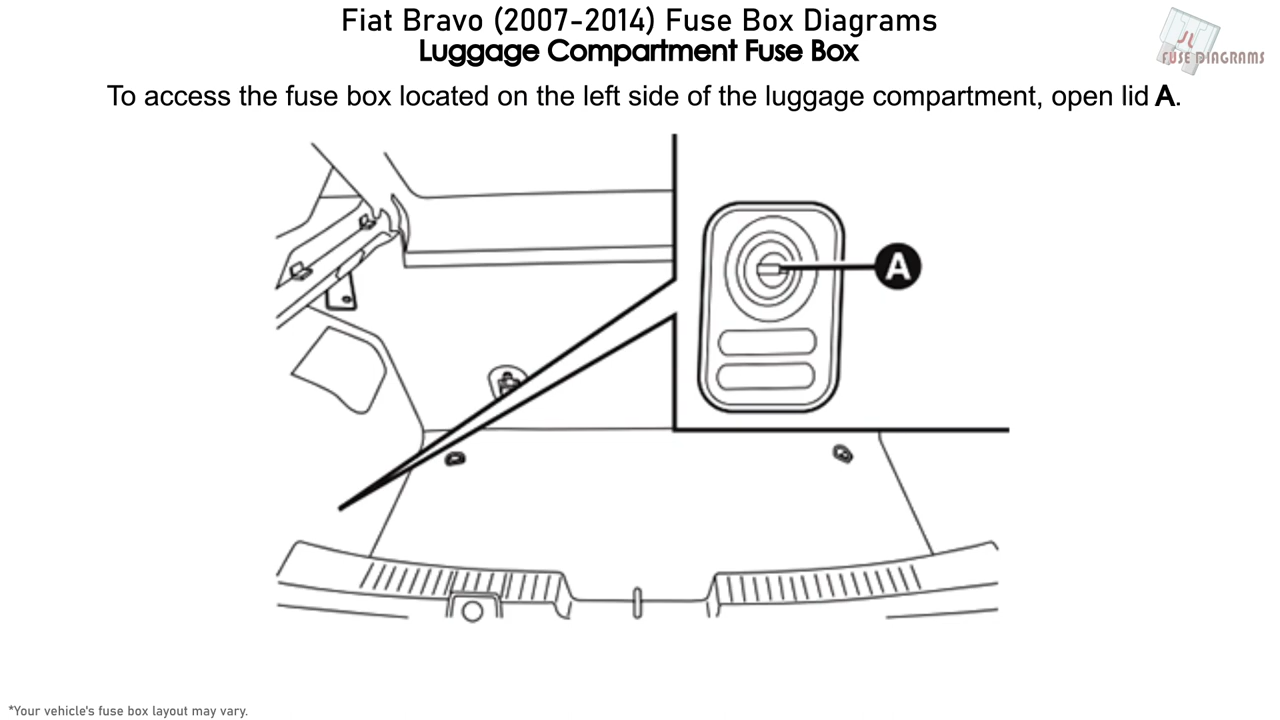 Fiat Bravo (2007-2014) Fuse Box Diagrams
Luggage Compartment Fuse Box
JL
FUSE DIAGRAMS
To access the fuse box located on the left side of the luggage compartment, open lid A.
A
*Your vehicle's fuse box layout may vary.